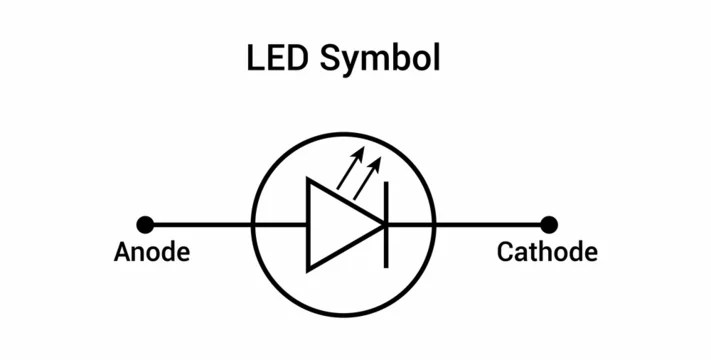 LED Symbol
Anode
Cathode